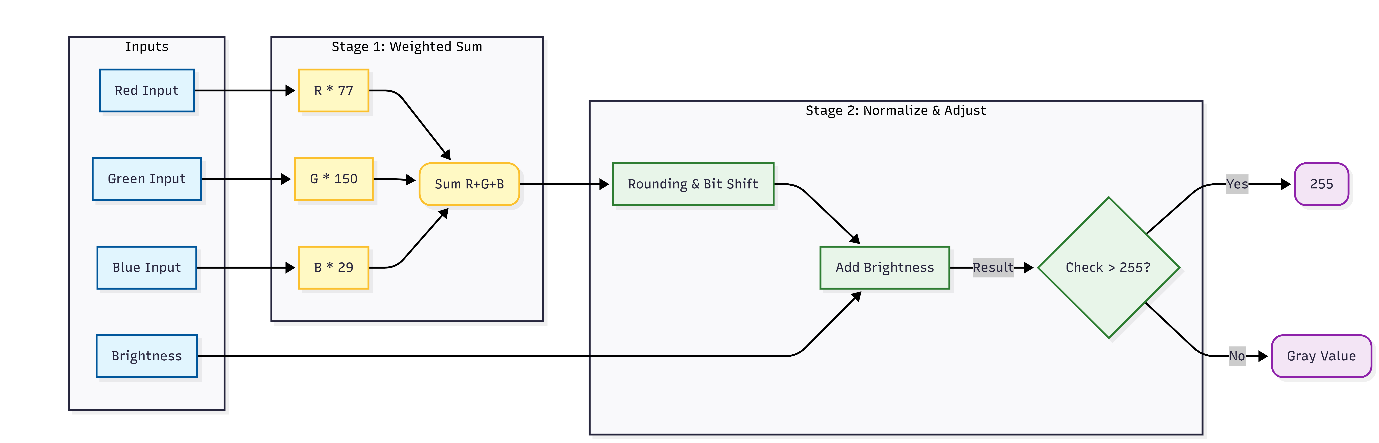 Inputs
Red Input
Green Input
Blue Input
Brightness
Stage 1: Weighted Sum
R * 77
G * 150
B * 29
Sum R+G+B
Stage 2: Normalize & Adjust
Rounding & Bit Shift
Add Brightness
Result
Check > 255?
Yes
255
No
Gray Value